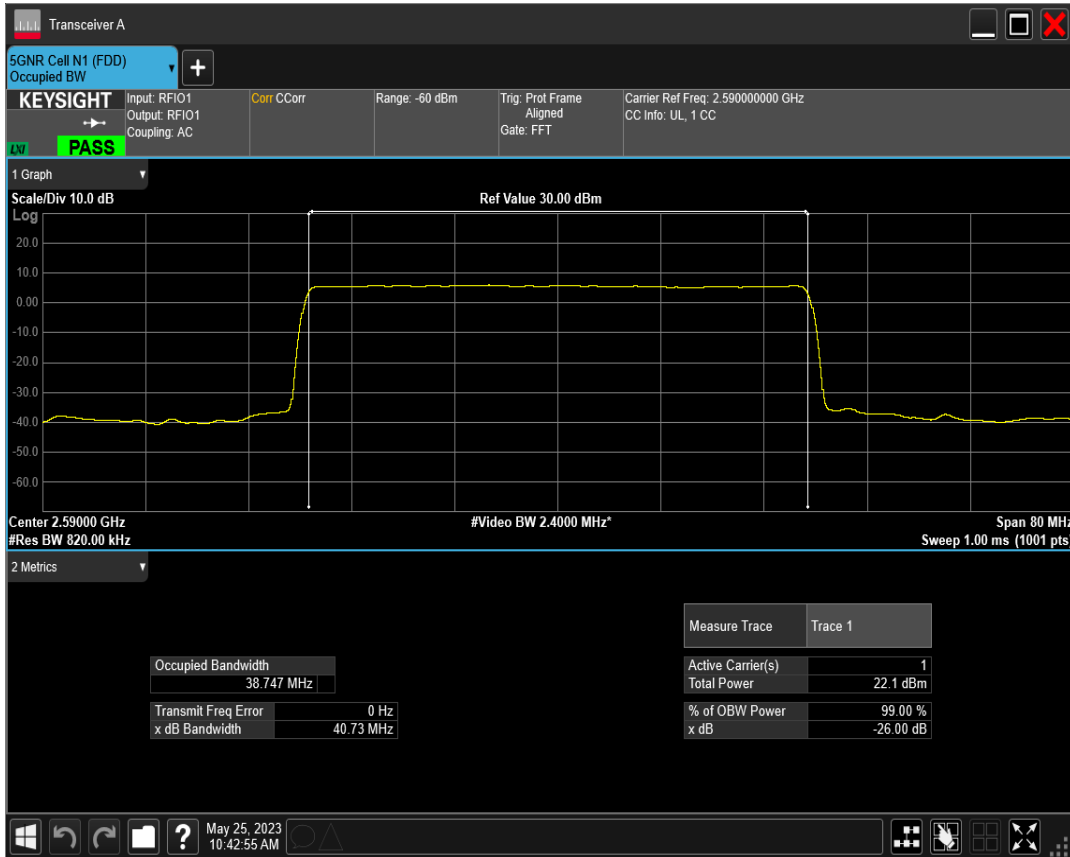 Transceiver A
5GNR Cell N1 (FDD)
Occupied BW
+
KEYSIGHT
LXI
PASS
Input: RFIO1
Output: RFIO1
Coupling: AC
Corr CCorr
Range: -60 dBm
Trig: Prot Frame
Aligned
Gate: FFT
Carrier Ref Freq: 2.590000000 GHz
CC Info: UL, 1 CC
1 Graph
Scale/Div 10.0 dB
Ref Value 30.00 dBm
Log
20.0
10.0
0.00
-10.0
-20.0
-30.0
-40.0
-50.0
-60.0
Center 2.59000 GHz
#Video BW 2.4000 MHz*
Span 80 MHz
#Res BW 820.00 kHz
Sweep 1.00 ms (1001 pts)
2 Metrics
Measure Trace Trace 1
Occupied Bandwidth
38.747 MHz
Active Carrier(s) 1
Total Power 22.1 dBm
Transmit Freq Error 0 Hz
x dB Bandwidth 40.73 MHz
% of OBW Power 99.00 %
x dB -26.00 dB
?
May 25, 2023
10:42:55 AM